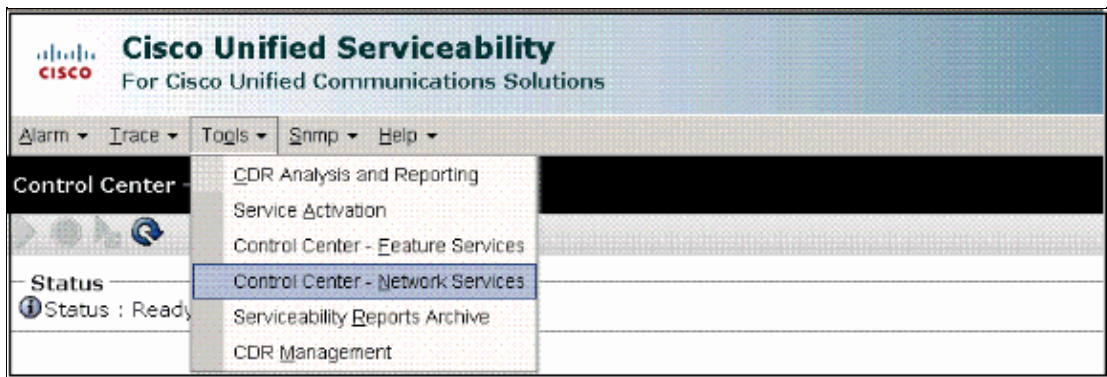 CISCO
Cisco Unified Serviceability
For Cisco Unified Communications Solutions
Alarm Trace Tools Snmp Help
Control Center -
CDR Analysis and Reporting
Service Activation
Control Center - Feature Services
Control Center - Network Services
Serviceability Reports Archive
CDR Management
Status
Status : Ready